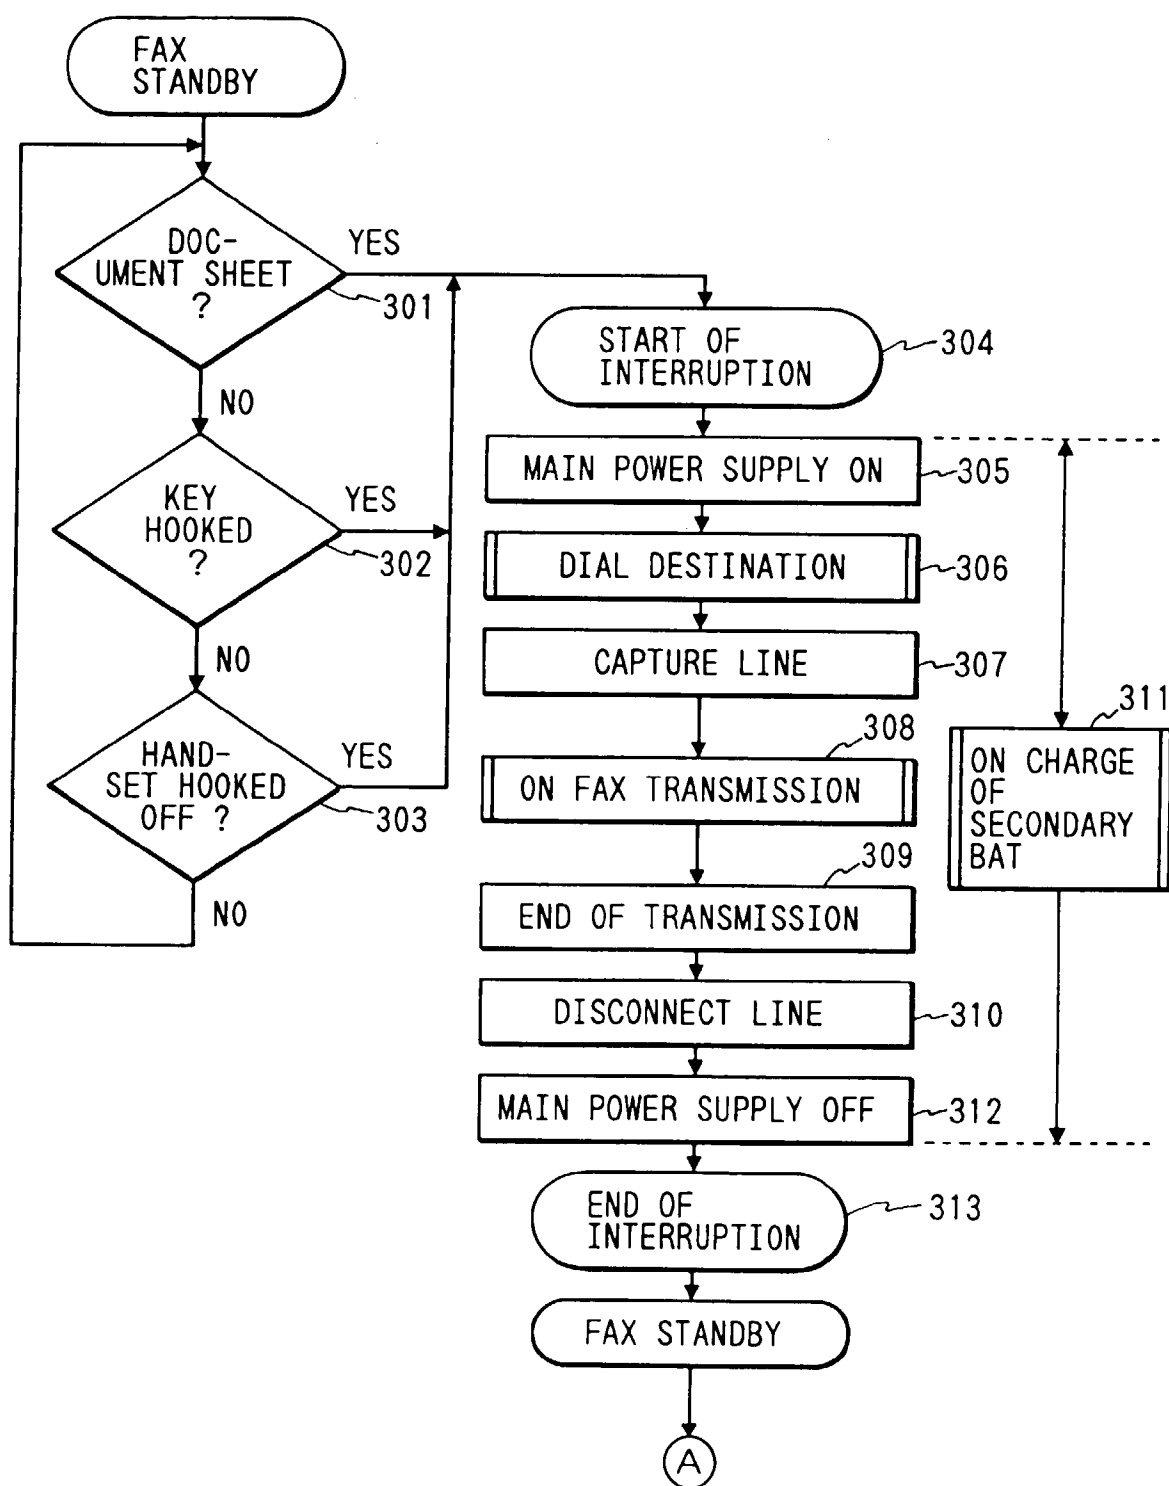 FAX
STANDBY
DOC-
UMENT SHEET
?
YES
301
NO
KEY
HOOKED
?
YES
302
NO
HAND-
SET HOOKED
OFF ?
YES
303
NO
START OF
INTERRUPTION
304
MAIN POWER SUPPLY ON
305
DIAL DESTINATION
306
CAPTURE LINE
307
308
ON FAX TRANSMISSION
309
END OF TRANSMISSION
DISCONNECT LINE
310
MAIN POWER SUPPLY OFF
312
311
ON CHARGE
OF
SECONDARY
BAT
END OF
INTERRUPTION
313
FAX STANDBY
A